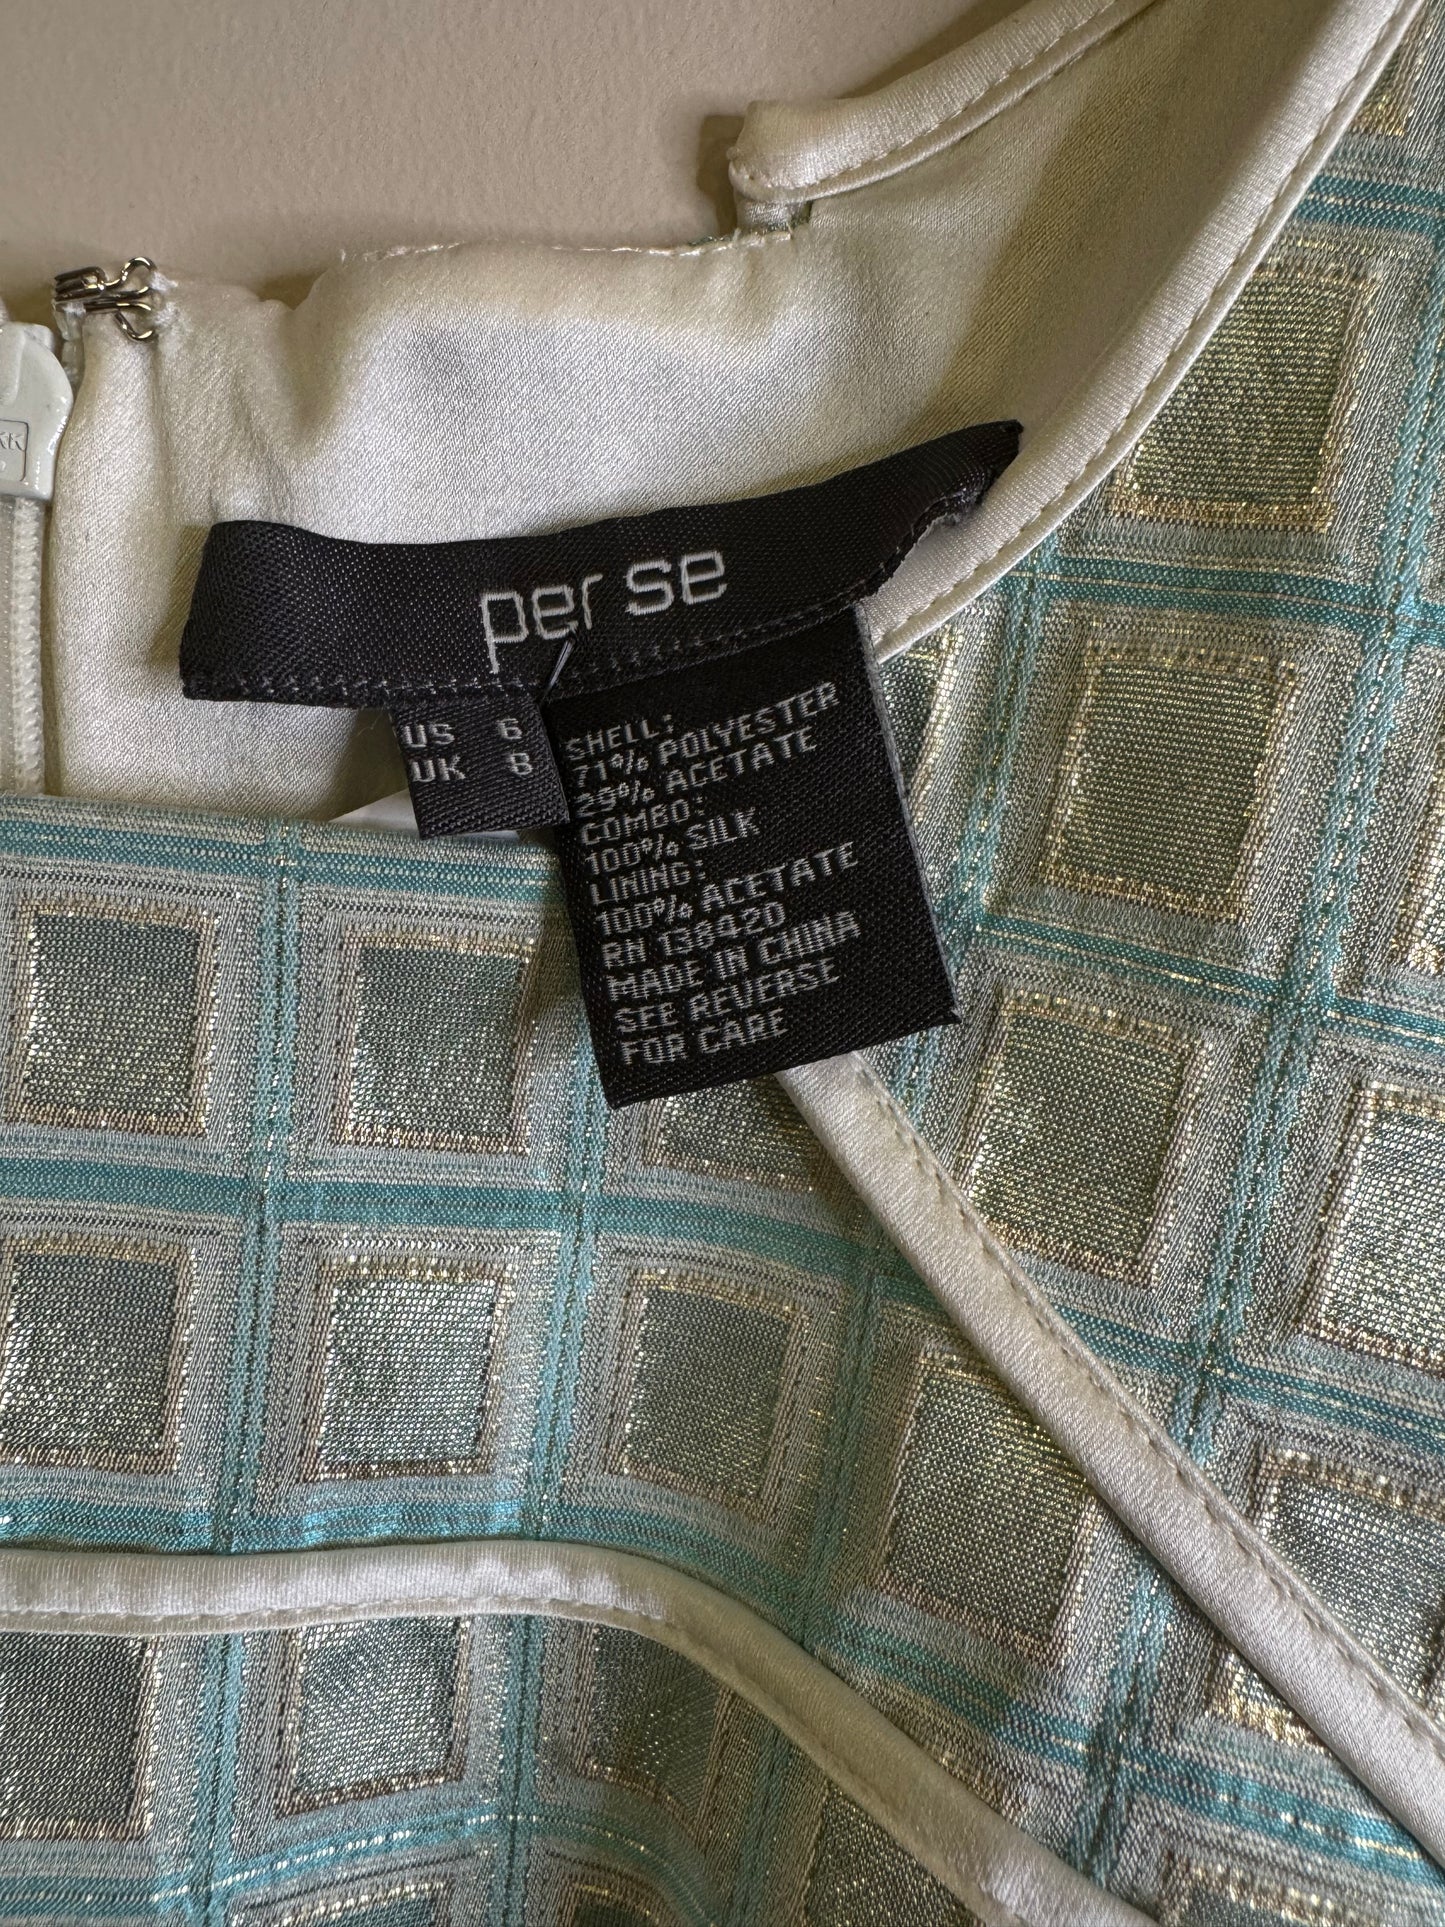 per se
US 6
UK 8
SHELL:
71% POLYESTER
29% ACETATE
COMBO:
100% SILK
LINING:
100% ACETATE
RN 138420
MADE IN CHINA
SEE REVERSE
FOR CARE